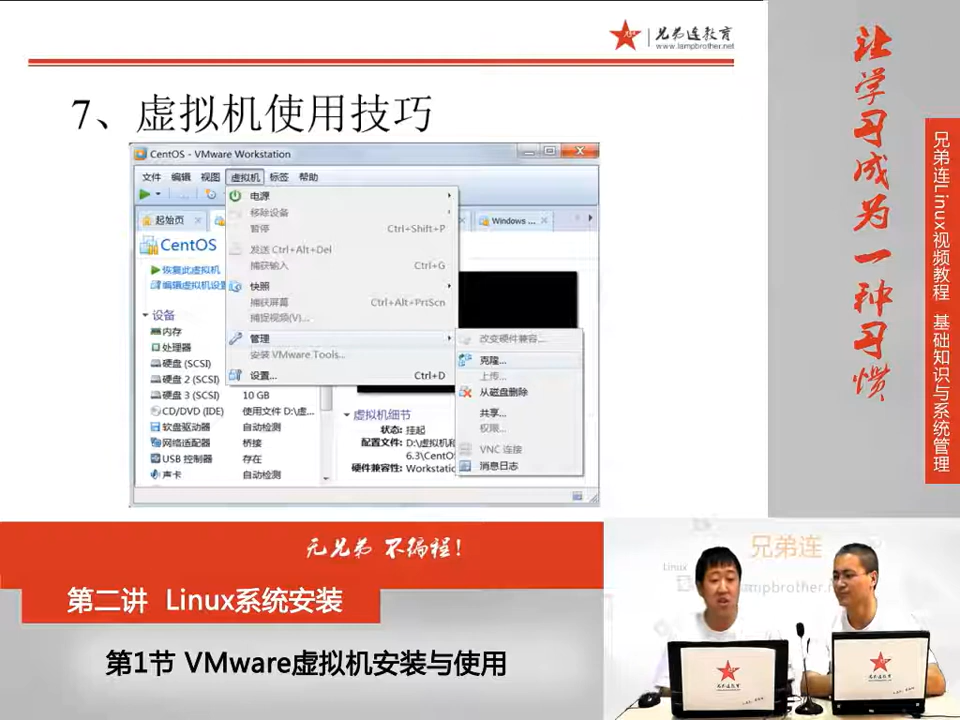 兄弟连教育
www.lampbrother.net
7、虚拟机使用技巧
CentOS - VMware Workstation
文件 编辑 视图 虚拟机 标签 帮助
起始页
Windows ...
CentOS
恢复此虚拟机
编辑虚拟机设置
设备
内存
处理器
硬盘 (SCSI)
硬盘 2 (SCSI)
硬盘 3 (SCSI) 10 GB
CD/DVD (IDE) 使用文件 D:\虚...
软盘驱动器 自动检测
网络适配器 桥接
USB 控制器 存在
声卡 自动检测
电源
移除设备
暂停 Ctrl+Shift+P
发送 Ctrl+Alt+Del
捕获输入 Ctrl+G
快照
捕获屏幕 Ctrl+Alt+PrtScn
捕捉视频(V)...
管理
安装 VMware Tools...
设置... Ctrl+D
改变硬件兼容...
克隆...
上传...
从磁盘删除
共享...
权限...
VNC 连接
消息日志
虚拟机细节
状态: 挂起
配置文件: D:\虚拟机和
6.3\CentO
硬件兼容性: Workstatio
让学习成为一种习惯
兄弟连Linux视频教程 基础知识与系统管理
无兄弟 不编程!
第二讲 Linux系统安装
第1节 VMware虚拟机安装与使用
兄弟连
Linux
ampbrother.n
兄弟连教育
兄弟连教育